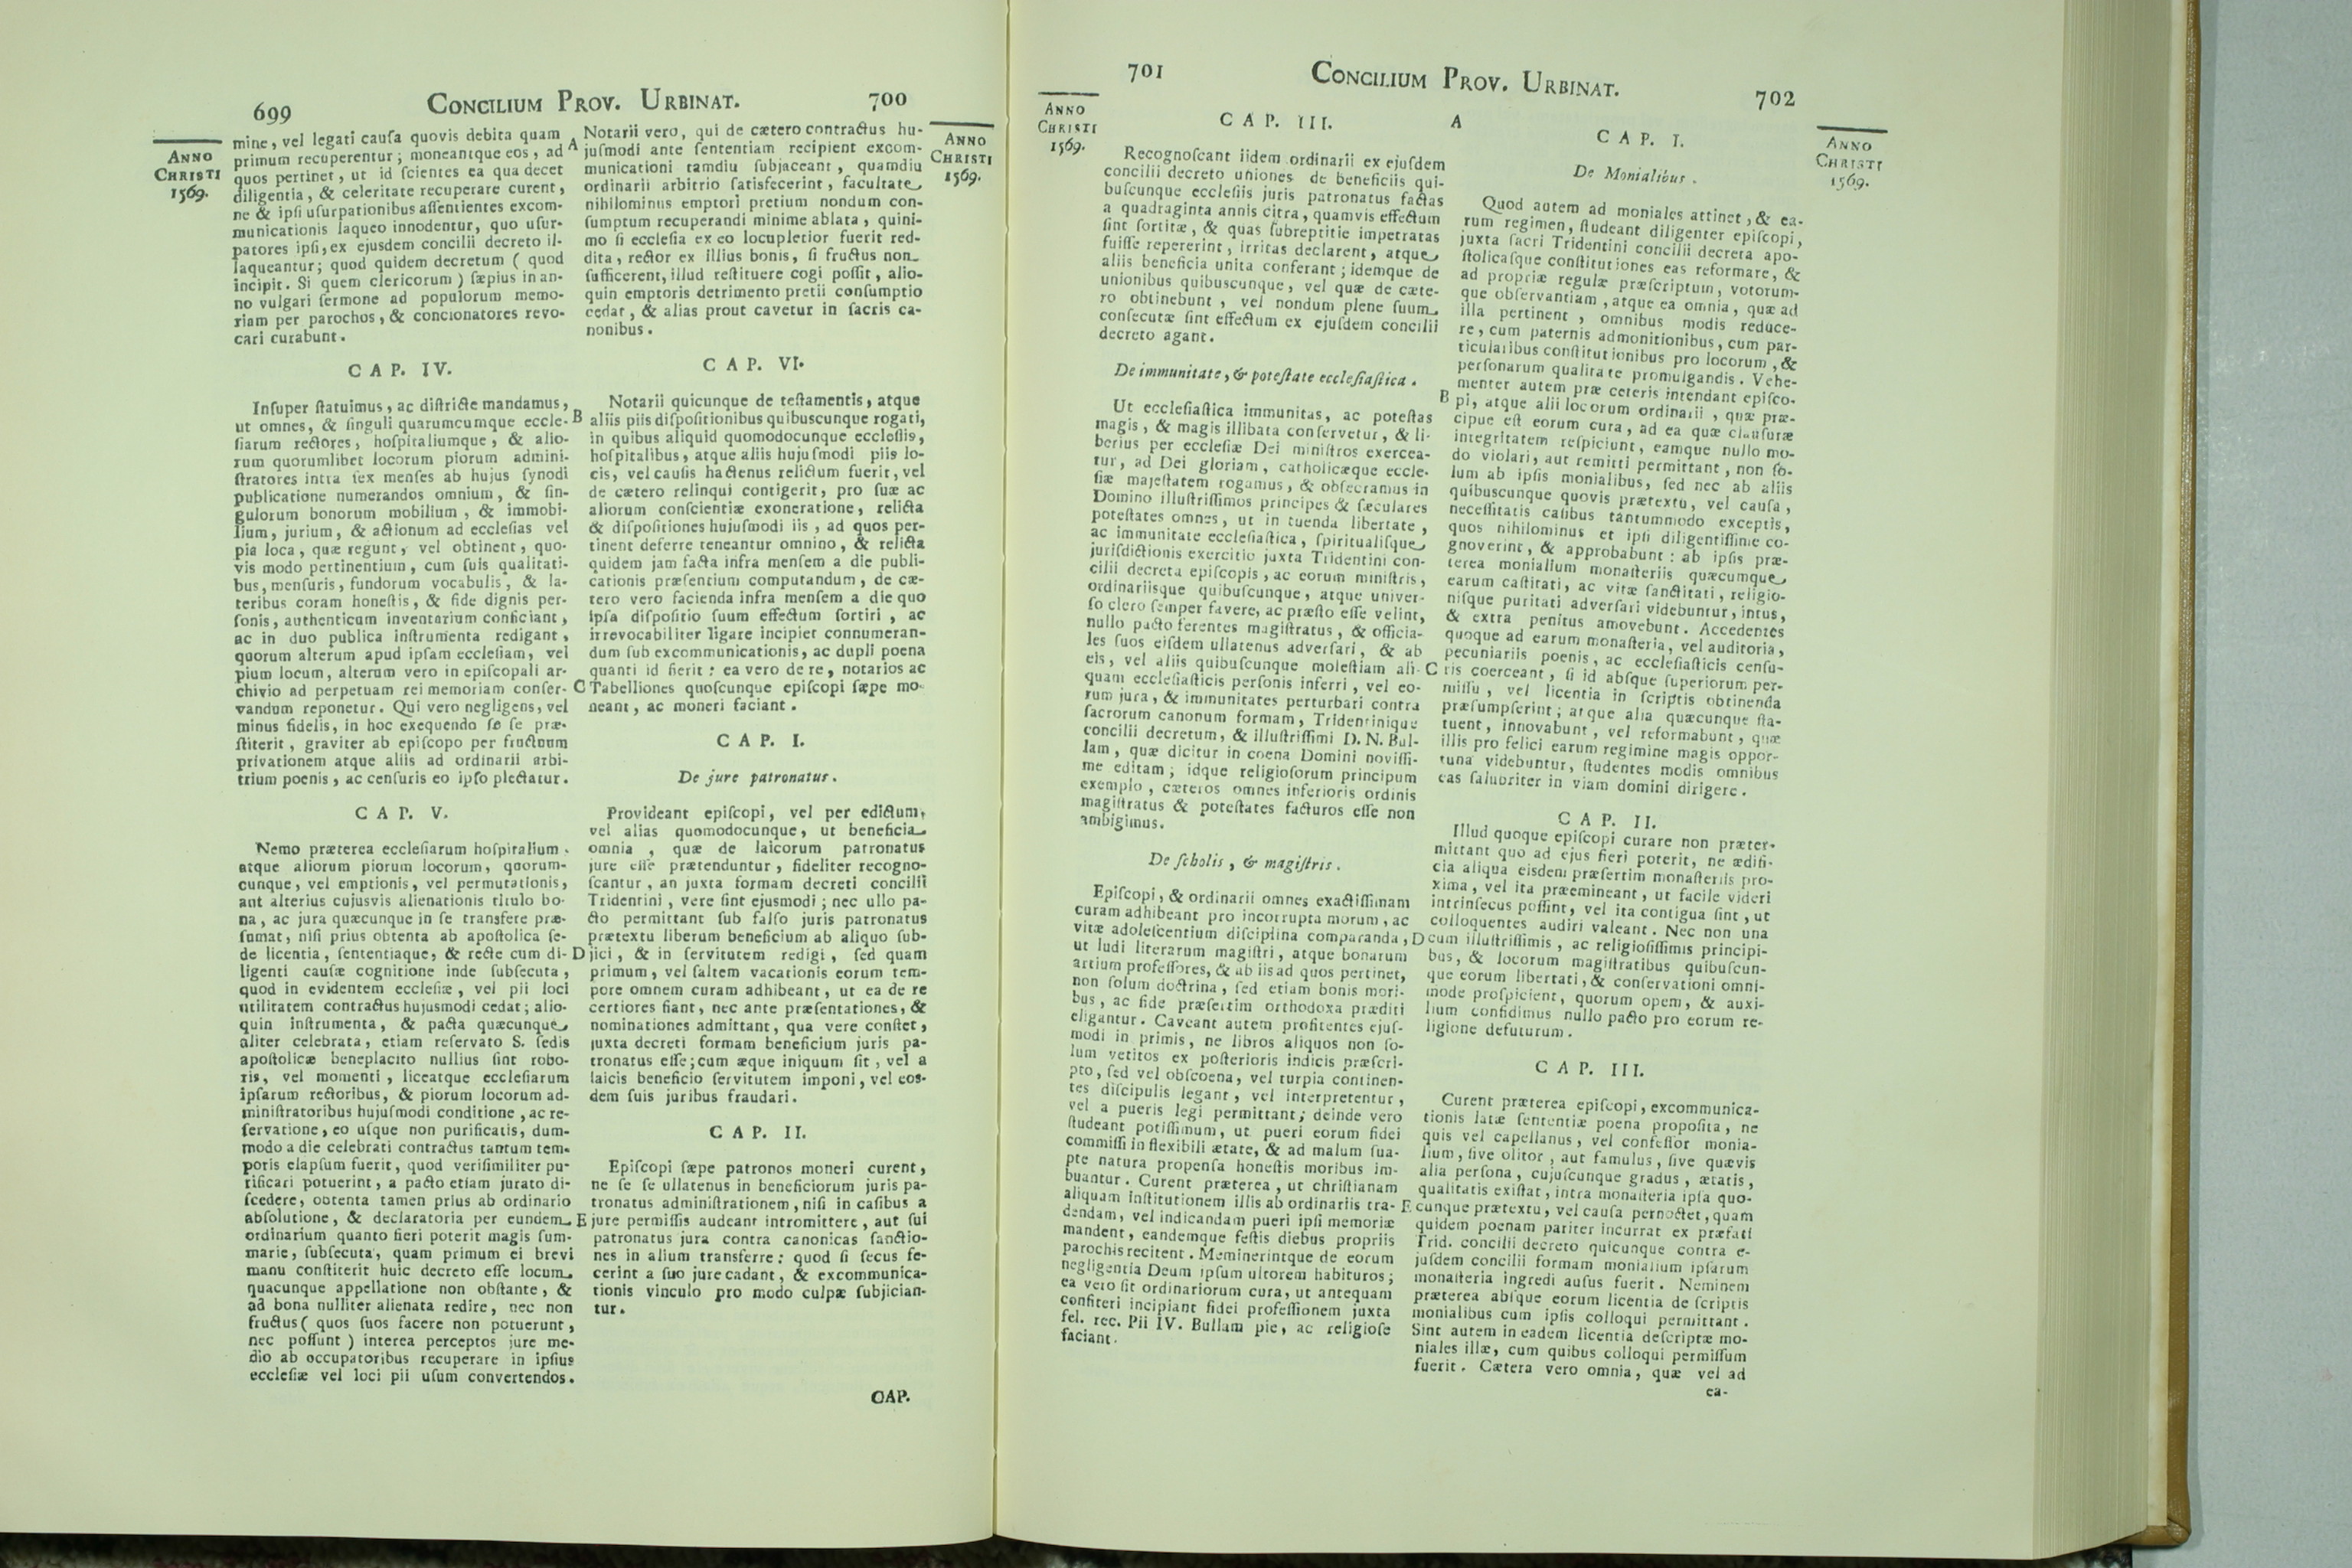 699
CONCILIUM PROV. URBINAT.
700
ANNO
CHRISTI
1569.
mine, vel legati cauſa quovis debita quam
primum recuperentur; moneantque eos, ad
quos pertinet, ut id ſcientes ea qua decet
diligentia, & celeritate recuperare curent,
ne & ipſi uſurpationibus aſſentientes excom-
municationis laqueo innodentur, quo uſur-
patores ipſi, ex ejusdem concilii decreto il-
laqueantur; quod quidem decretum ( quod
incipit. Si quem clericorum ) ſæpius in an-
no vulgari ſermone ad populorum memo-
riam per parochos, & concionatores revo-
cari curabunt.
CAP. IV.
Inſuper ſtatuimus, ac diſtricte mandamus,
ut omnes, & ſinguli quarumcumque eccle-
ſiarum rectores, hoſpitaliumque, & alio-
rum quorumlibet locorum piorum admini-
ſtratores intra ſex menſes ab hujus ſynodi
publicatione numerandos omnium, & ſin-
gulorum bonorum mobilium, & immobi-
lium, jurium, & actionum ad eccleſias vel
pia loca, quæ regunt, vel obtinent, quo-
vis modo pertinentium, cum ſuis qualitati-
bus, menſuris, fundorum vocabulis, & la-
teribus coram honeſtis, & fide dignis per-
ſonis, authenticum inventarium conficiant,
ac in duo publica inſtrumenta redigant,
quorum alterum apud ipſam eccleſiam, vel
pium locum, alterum vero in epiſcopali ar-
chivio ad perpetuam rei memoriam conſer-
vandum reponetur. Qui vero negligens, vel
minus fidelis, in hoc exequendo ſe ſe præ-
ſtiterit, graviter ab epiſcopo per fructuum
privationem atque aliis ad ordinarii arbi-
trium poenis, ac cenſuris eo ipſo plectatur.
CAP. V.
Nemo præterea eccleſiarum hoſpitalium.
atque aliorum piorum locorum, quorum-
cunque, vel emptionis, vel permutationis,
aut alterius cujusvis alienationis titulo bo-
na, ac jura quæcunque in ſe transfere præ-
ſumat, niſi prius obtenta ab apoſtolica ſe-
de licentia, ſententiaque, & recte cum di-
ligenti cauſæ cognitione inde ſubſecuta,
quod in evidentem eccleſiæ, vel pii loci
utilitatem contractus hujusmodi cedat; alio-
quin inſtrumenta, & pacta quæcunque
aliter celebrata, etiam reſervato S. ſedis
apoſtolicæ beneplacito nullius ſint robo-
ris, vel momenti, liceatque eccleſiarum
ipſarum rectoribus, & piorum locorum ad-
miniſtratoribus hujuſmodi conditione, ac re-
ſervatione, eo uſque non purificatis, dum-
modo a die celebrati contractus tantum tem-
poris elapſum fuerit, quod veriſimiliter pu-
rificari potuerint, a pacto etiam jurato di-
ſcedere, obtenta tamen prius ab ordinario
abſolutione, & declaratoria per eundem
ordinarium quanto fieri poterit magis ſum-
marie, ſubſecuta, quam primum ei brevi
manu conſtiterit huic decreto eſſe locum
quacunque appellatione non obſtante, &
ad bona nulliter alienata redire, nec non
fructus ( quos ſuos facere non potuerunt,
nec poſſunt ) interea perceptos jure me-
dio ab occupatoribus recuperare in ipſius
eccleſiæ vel loci pii uſum convertendos.
A
B
C
D
E
Notarii vero, qui de cætero contractus hu-
juſmodi ante ſententiam recipient excom-
municationi tamdiu ſubjaceant, quamdiu
ordinarii arbitrio ſatisfecerint, facultate
nihilominus emptori pretium nondum con-
ſumptum recuperandi minime ablata, quini-
mo ſi eccleſia ex eo locupletior fuerit red-
dita, rector ex illius bonis, ſi fructus non
ſufficerent, illud reſtituere cogi poſſit, alio-
quin emptoris detrimento pretii conſumptio
cedat, & alias prout cavetur in ſacris ca-
nonibus.
CAP. VI.
Notarii quicunque de teſtamentis, atque
aliis piis diſpoſitionibus quibuscunque rogati,
in quibus aliquid quomodocunque eccleſiis,
hoſpitalibus, atque aliis hujuſmodi piis lo-
cis, vel cauſis hactenus relictum fuerit, vel
de cætero relinqui contigerit, pro ſuæ ac
aliorum conſcientiæ exoneratione, relicta
& diſpoſitiones hujuſmodi iis, ad quos per-
tinent deferre teneantur omnino, & relicta
quidem jam facta infra menſem a die publi-
cationis præſentium computandum, de cæ-
tero vero facienda infra menſem a die quo
ipſa diſpoſitio ſuum effectum ſortiri, ac
irrevocabiliter ligare incipiet connumeran-
dum ſub excommunicationis, ac dupli poena
quanti id fierit: ea vero de re, notarios ac
Tabelliones quoſcunque epiſcopi ſæpe mo-
neant, ac moneri faciant.
CAP. I.
De jure patronatur.
Provideant epiſcopi, vel per edictum,
vel alias quomodocunque, ut beneficia
omnia, quæ de laicorum patronatus
jure eſſe prætenduntur, fideliter recogno-
ſcantur, an juxta formam decreti concilii
Tridentini, vere ſint ejusmodi; nec ullo pa-
cto permittant ſub falſo juris patronatus
prætextu liberum beneficium ab aliquo ſub-
jici, & in ſervitutem redigi, ſed quam
primum, vel ſaltem vacationis eorum tem-
pore omnem curam adhibeant, ut ea de re
certiores fiant, nec ante præſentationes, &
nominationes admittant, qua vere conſtet,
juxta decreti formam beneficium juris pa-
tronatus eſſe; cum æque iniquum ſit, vel a
laicis beneficio ſervitutem imponi, vel eos-
dem ſuis juribus fraudari.
CAP. II.
Epiſcopi ſæpe patronos moneri curent,
ne ſe ſe ullatenus in beneficiorum juris pa-
tronatus adminiſtrationem, niſi in caſibus a
jure permiſſis audeant intromittere, aut ſui
patronatus jura contra canonicas ſanctio-
nes in alium transferre: quod ſi ſecus fe-
cerint a ſuo jure cadant, & excommunica-
tionis vinculo pro modo culpæ ſubjician-
tur.
CAP.
ANNO
CHRISTI
1569.
701
CONCILIUM PROV. URBINAT.
702
ANNO
CHRISTI
1569.
CAP. III.
Recognoſcant iidem ordinarii ex ejuſdem
concilii decreto uniones de beneficiis qui-
buſcunque eccleſiis juris patronatus factas
a quadraginta annis citra, quamvis effectum
ſint ſortitæ, & quas ſubreptitie impetratas
fuiſſe repererint, irritas declarent, atque
aliis beneficia unita conferant; idemque de
unionibus quibuscunque, vel quæ de cæte-
ro obtinebunt, vel nondum plene ſuum
conſecutæ ſint effectum ex ejuſdem concilii
decreto agant.
De immunitate, & poteſtate eccleſiaſtica.
Ut eccleſiaſtica immunitas, ac poteſtas
magis, & magis illibata conſervetur, & li-
berius per eccleſiæ Dei miniſtros exercea-
tur, ad Dei gloriam, catholicæque eccle-
ſiæ majeſtatem rogamus, & obſecramus in
Domino illuſtriſſimos principes & ſæculares
poteſtates omnes, ut in tuenda libertate,
ac immunitate eccleſiaſtica, ſpiritualiſque
juriſdictionis exercitio juxta Tridentini con-
cilii decreta epiſcopis, ac eorum miniſtris,
ordinariisque quibuſcunque, atque univer-
ſo clero ſemper favere, ac præſto eſſe velint,
nullo pacto ferentes magiſtratus, & officia-
les ſuos eiſdem ullatenus adverſari, & ab
eis, vel aliis quibuſcunque moleſtiam ali-
quam eccleſiaſticis perſonis inferri, vel eo-
rum jura, & immunitates perturbari contra
ſacrorum canonum formam, Tridentinique
concilii decretum, & illuſtriſſimi D. N. Bul-
lam, quæ dicitur in coena Domini noviſſi-
me editam; idque religioſorum principum
exemplo, cæteros omnes inferioris ordinis
magiſtratus & poteſtates facturos eſſe non
ambigimus.
De ſcholis, & magiſtris.
Epiſcopi, & ordinarii omnes exactiſſimam
curam adhibeant pro incorrupta morum, ac
vitæ adoleſcentium diſciplina comparanda,
ut ludi literarum magiſtri, atque bonarum
artium profeſſores, & ab iis ad quos pertinet,
non ſolum doctrina, ſed etiam bonis mori-
bus, ac fide præſertim orthodoxa præditi
eligantur. Caveant autem profitentes ejuſ-
modi in primis, ne libros aliquos non ſo-
lum vetitos ex poſterioris indicis præſcri-
pto, ſed vel obſcoena, vel turpia continen-
tes diſcipulis legant, vel interpretentur,
vel a pueris legi permittant; deinde vero
ſtudeant potiſſimum, ut pueri eorum fidei
commiſſi in flexibili ætate, & ad malum ſua-
pte natura propenſa honeſtis moribus im-
buantur. Curent præterea, ut chriſtianam
aliquam inſtitutionem illis ab ordinariis tra-
dendam, vel indicandam pueri ipſi memoriæ
mandent, eandemque feſtis diebus propriis
parochis recitent. Meminerintque de eorum
negligentia Deum ipſum ultorem habituros;
ea vero ſit ordinariorum cura, ut antequam
confiteri incipiant fidei profeſſionem juxta
fel. rec. Pii IV. Bullam pie, ac religioſe
faciant.
A
B
C
D
E
CAP. I.
De Monialibus.
Quod autem ad moniales attinet, & ea-
rum regimen, ſtudeant diligenter epiſcopi,
juxta ſacri Tridentini concilii decreta apo-
ſtolicaſque conſtitutiones eas reformare, &
ad propriæ regulæ præſcriptum, votorum-
que obſervantiam, atque ea omnia, quæ ad
illa pertinent, omnibus modis reduce-
re, cum paternis admonitionibus, cum par-
ticularibus conſtitutionibus pro locorum, &
perſonarum qualitate promulgandis. Vehe-
menter autem præ ceteris intendant epiſco-
pi, atque alii locorum ordinarii, quæ præ-
cipue eſt eorum cura, ad ea quæ clauſuræ
integritatem reſpiciunt, eamque nullo mo-
do violari, aut remitti permittant, non ſo-
lum ab ipſis monialibus, ſed nec ab aliis
quibuscunque quovis prætextu, vel cauſa,
neceſſitatis caſibus tantummodo exceptis,
quos nihilominus et ipſi diligentiſſime co-
gnoverint, & approbabunt: ab ipſis præ-
terea monialium monaſteriis quæcumque
earum caſtitati, ac vitæ ſanctitati, religio-
niſque puritati adverſari videbuntur, intus,
& extra penitus amovebunt. Accedentes
quoque ad earum monaſteria, vel auditoria,
pecuniariis poenis, ac eccleſiaſticis cenſu-
ris coerceant, ſi id abſque ſuperiorum per-
miſſu, vel licentia in ſcriptis obtinenda
præſumpſerint; atque alia quæcunque ſta-
tuent, innovabunt, vel reformabunt, quæ
illis pro felici earum regimine magis oppor-
tuna videbuntur, ſtudentes modis omnibus
eas ſalubriter in viam domini dirigere.
CAP. II.
Illud quoque epiſcopi curare non præter-
mittant quo ad ejus fieri poterit, ne ædifi-
cia aliqua eisdem præſertim monaſteriis pro-
xima, vel ita præemineant, ut facile videri
intrinſecus poſſint, vel ita contigua ſint, ut
colloquentes audiri valeant. Nec non una
cum illuſtriſſimis, ac religioſiſſimis principi-
bus, & locorum magiſtratibus quibuſcun-
que eorum libertati, & conſervationi omni-
mode proſpicient, quorum opem, & auxi-
lium confidimus nullo pacto pro eorum re-
ligione defuturum.
CAP. III.
Curent præterea epiſcopi, excommunica-
tionis latæ ſententiæ poena propoſita, ne
quis vel capellanus, vel confeſſor monia-
lium, ſive olitor, aut famulus, ſive quævis
alia perſona, cujuſcunque gradus, ætatis,
qualitatis exiſtat, intra monaſteria ipſa quo-
cunque prætextu, vel cauſa pernoctet, quam
quidem poenam pariter incurrat ex præfati
Trid. concilii decreto quicunque contra e-
juſdem concilii formam monialium ipſarum
monaſteria ingredi auſus fuerit. Neminem
præterea abſque eorum licentia de ſcriptis
monialibus cum ipſis colloqui permittant.
Sint autem in eadem licentia deſcriptæ mo-
niales illæ, cum quibus colloqui permiſſum
fuerit. Cætera vero omnia, quæ vel ad
ea-
ANNO
CHRISTI
1569.